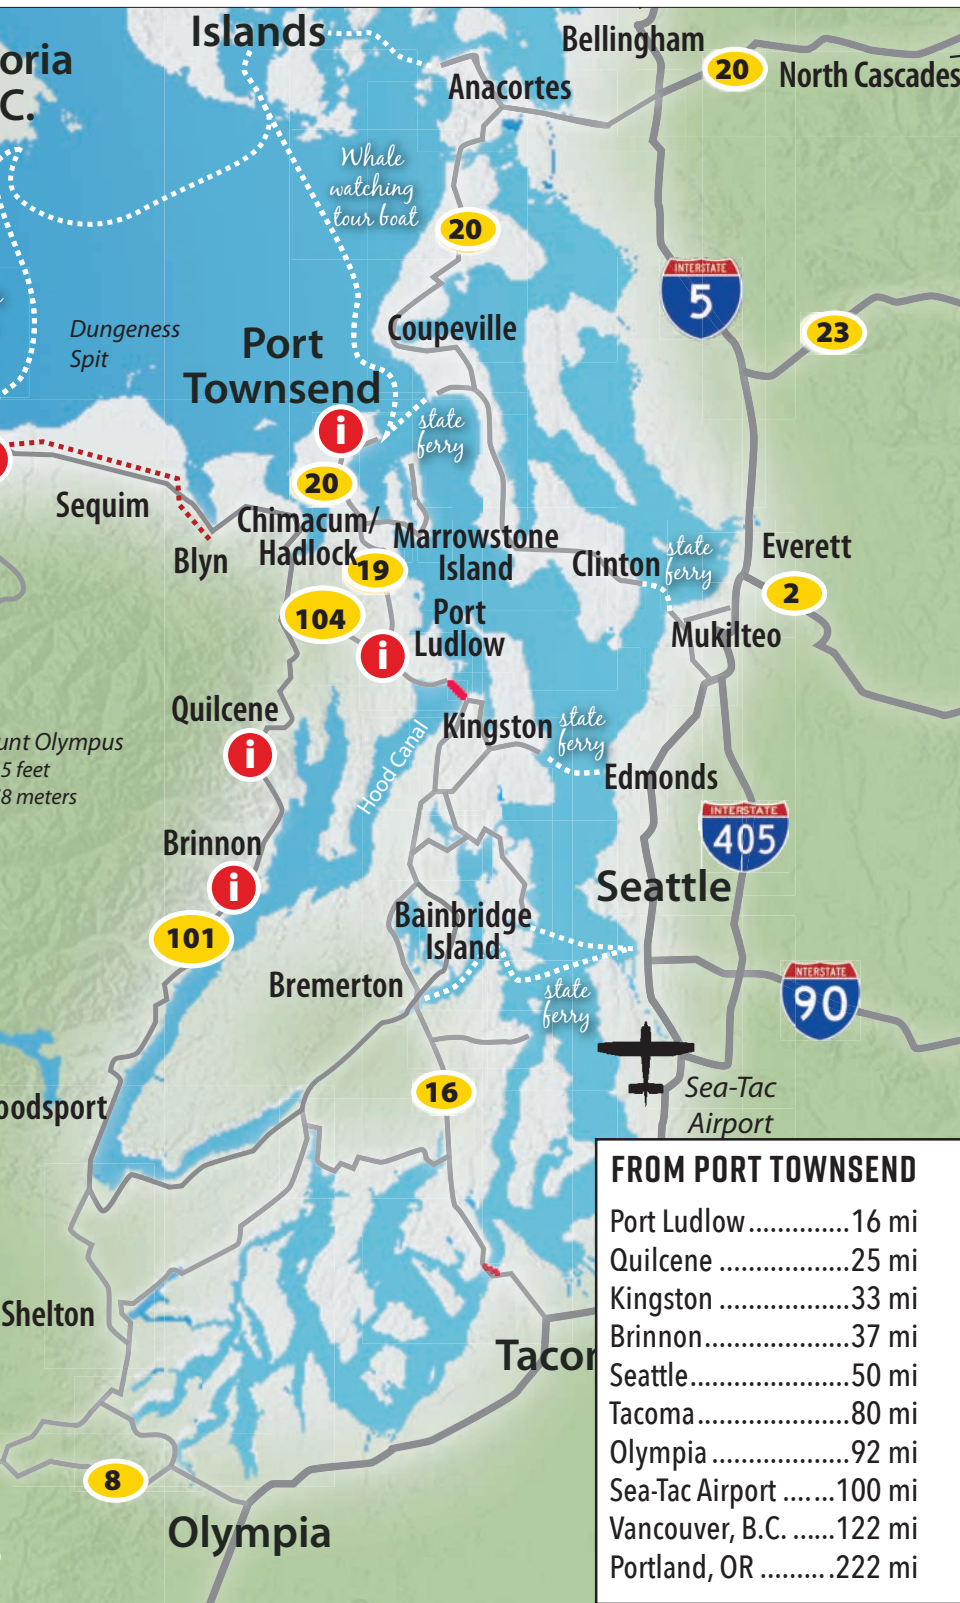 Islands
oria
C.
Bellingham
20
North Cascades
Anacortes
Whale
watching
tour boat
20
INTERSTATE
5
Dungeness
Spit
Port
Townsend
Coupeville
23
i
state
ferry
20
Sequim
Chimacum/
Hadlock
Marrowstone
Island
Blyn
19
Clinton
state
ferry
Everett
2
104
Port
Ludlow
i
Mukilteo
Quilcene
Kingston
state
ferry
i
unt Olympus
5 feet
8 meters
Hood Canal
Edmonds
INTERSTATE
405
Brinnon
i
Seattle
101
Bainbridge
Island
Bremerton
state
ferry
INTERSTATE
90
16
Sea-Tac
Airport
oodsport
Shelton
Tacor
8
Olympia
FROM PORT TOWNSEND
Port Ludlow..............16 mi
Quilcene ..................25 mi
Kingston ..................33 mi
Brinnon....................37 mi
Seattle......................50 mi
Tacoma.....................80 mi
Olympia ...................92 mi
Sea-Tac Airport .......100 mi
Vancouver, B.C. ......122 mi
Portland, OR ..........222 mi